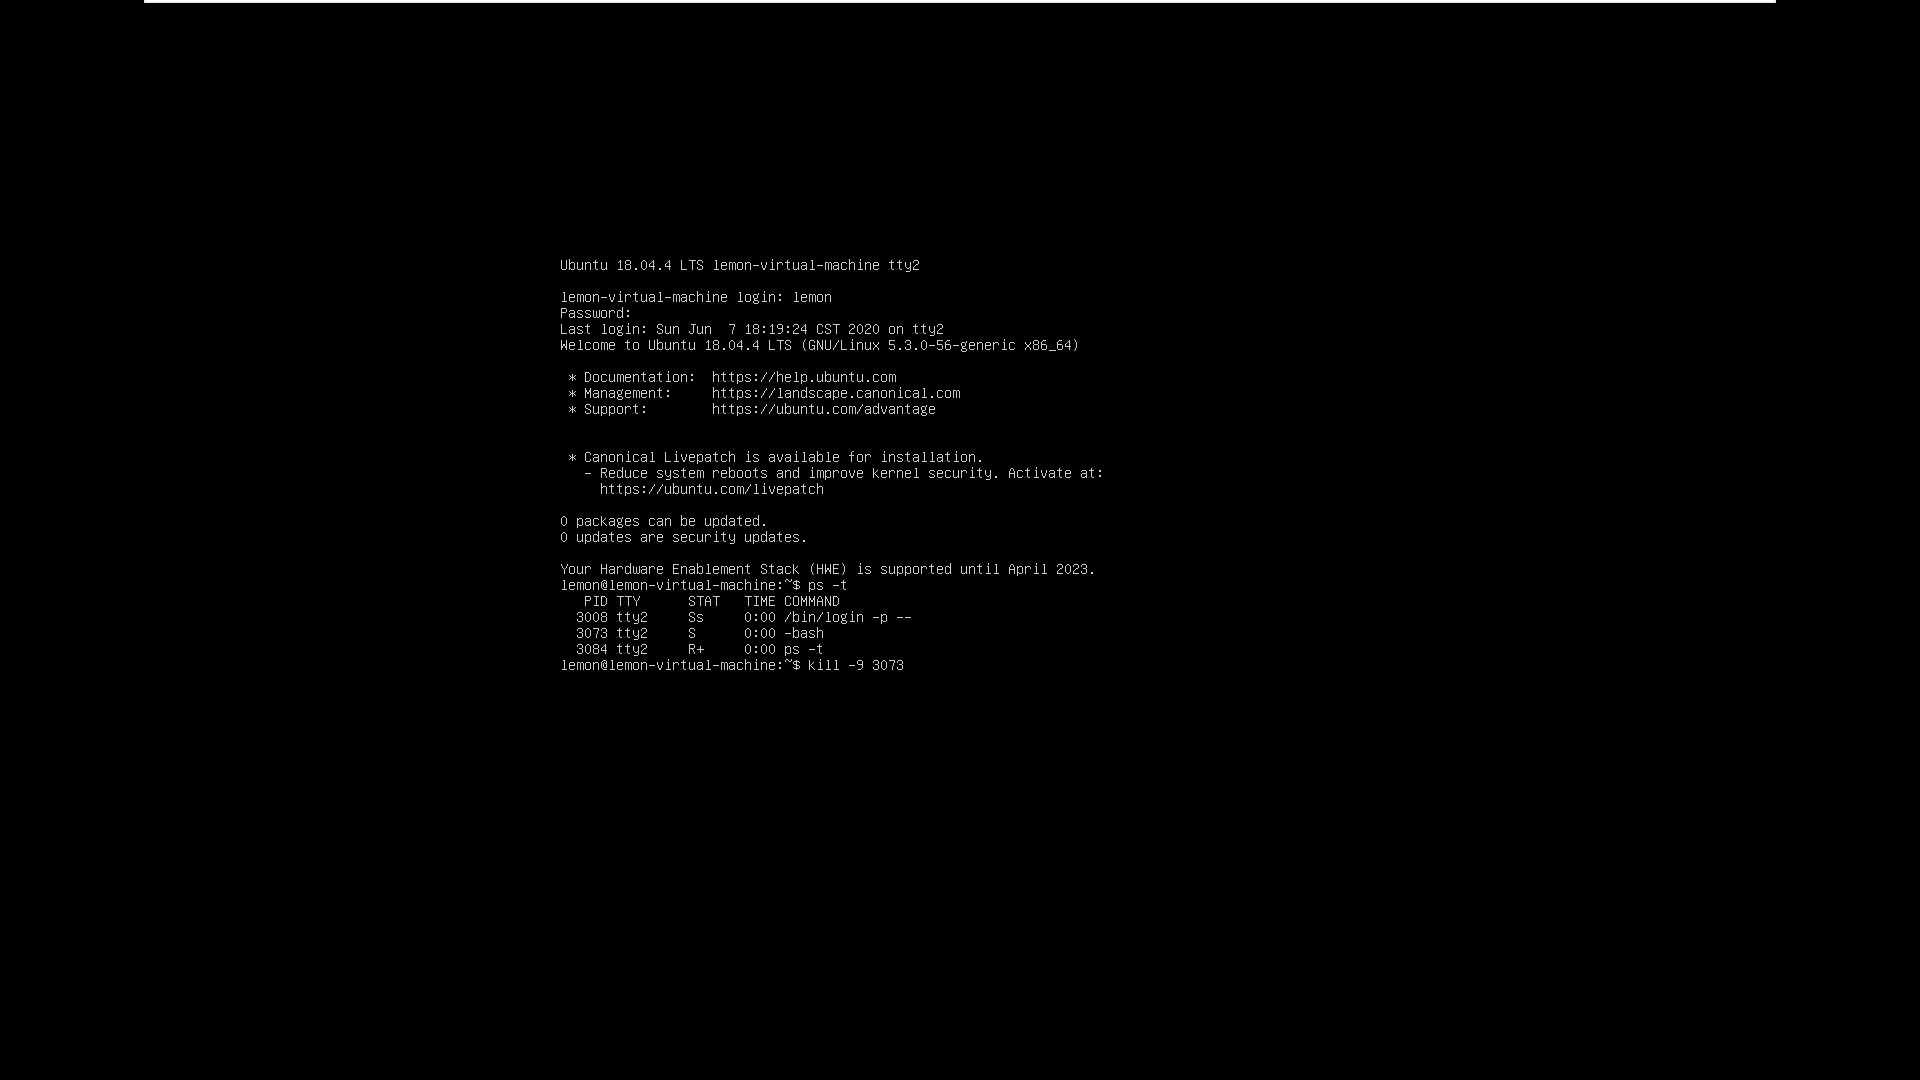 Ubuntu 18.04.4 LTS lemon-virtual-machine tty2
lemon-virtual-machine login: lemon
Password:
Last login: Sun Jun  7 18:19:24 CST 2020 on tty2
Welcome to Ubuntu 18.04.4 LTS (GNU/Linux 5.3.0-56-generic x86_64)
 * Documentation:  https://help.ubuntu.com
 * Management:     https://landscape.canonical.com
 * Support:        https://ubuntu.com/advantage
 * Canonical Livepatch is available for installation.
   - Reduce system reboots and improve kernel security. Activate at:
     https://ubuntu.com/livepatch
0 packages can be updated.
0 updates are security updates.
Your Hardware Enablement Stack (HWE) is supported until April 2023.
lemon@lemon-virtual-machine:~$ ps -t
   PID TTY      STAT   TIME COMMAND
  3008 tty2     Ss     0:00 /bin/login -p --
  3073 tty2     S      0:00 -bash
  3084 tty2     R+     0:00 ps -t
lemon@lemon-virtual-machine:~$ kill -9 3073